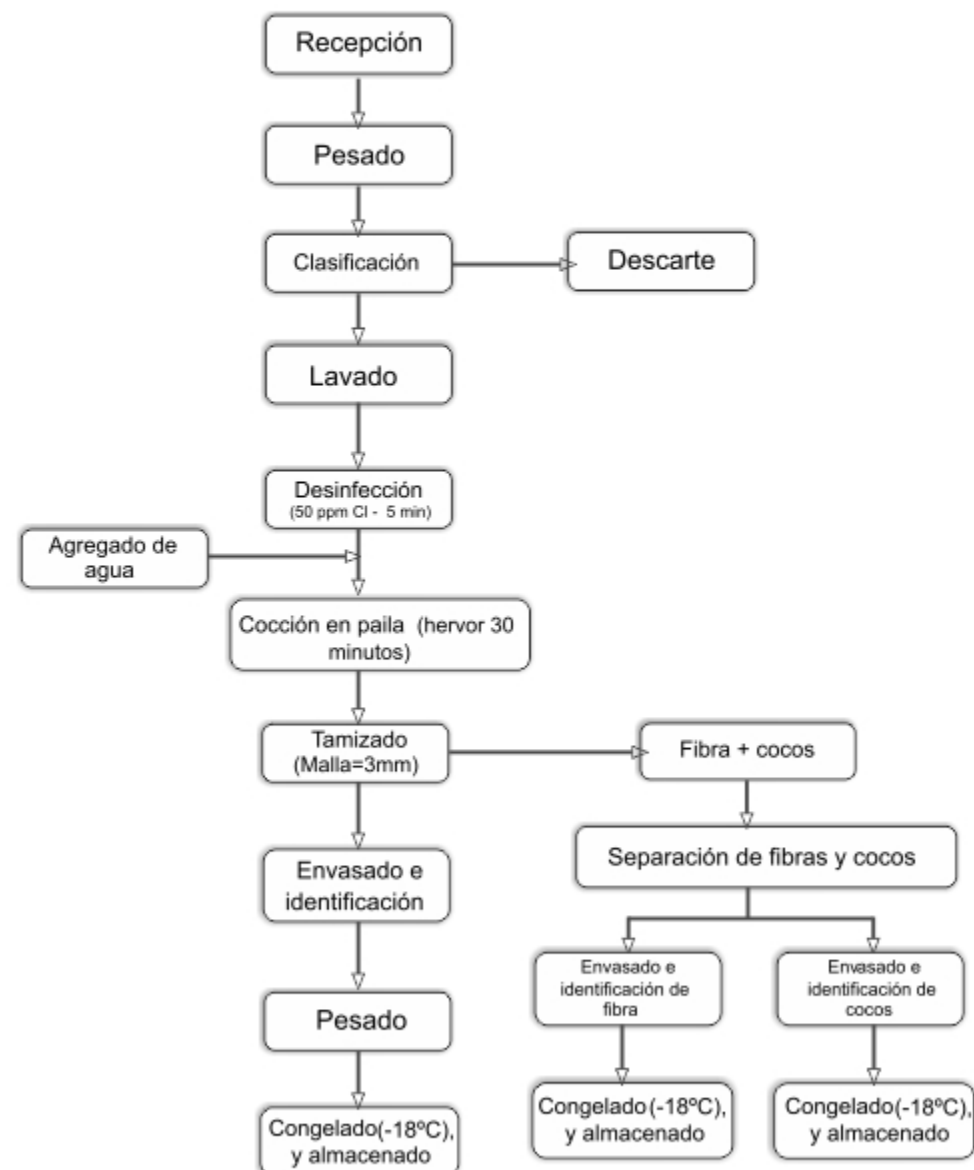 Recepción
Pesado
Clasificación
Descarte
Lavado
Desinfección
(50 ppm Cl - 5 min)
Agregado de
agua
Cocción en paila (hervor 30
minutos)
Tamizado
(Malla=3mm)
Fibra + cocos
Separación de fibras y cocos
Envasado e
identificación
Envasado e
identificación de
fibra
Envasado e
identificación de
cocos
Pesado
Congelado(-18ºC),
y almacenado
Congelado(-18ºC),
y almacenado
Congelado(-18ºC),
y almacenado